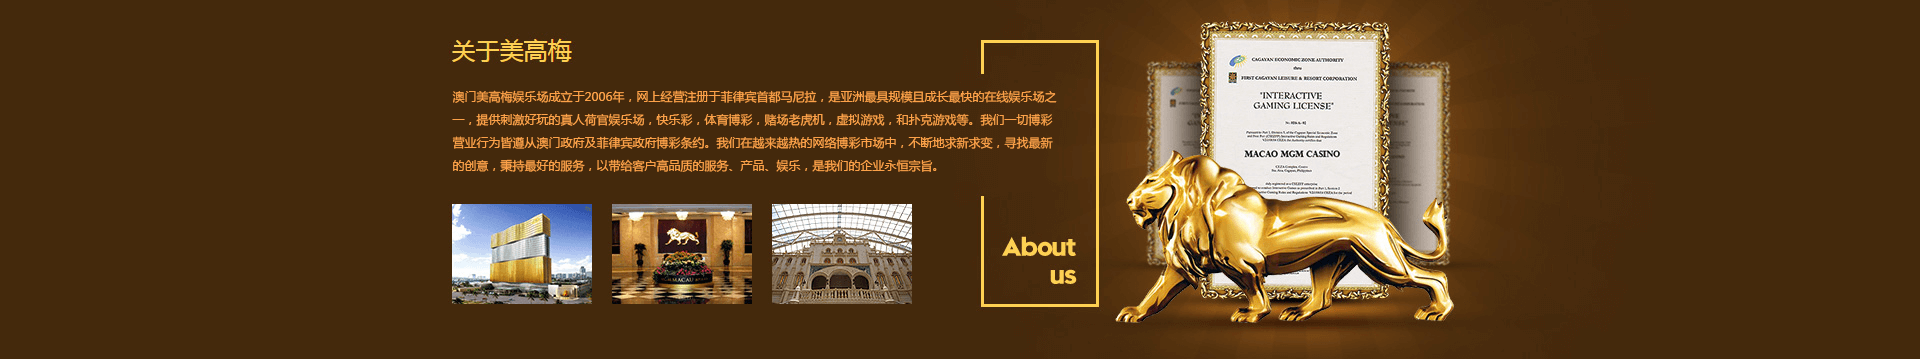 关于美高梅
澳门美高梅娱乐场成立于2006年，网上经营注册于菲律宾首都马尼拉，是亚洲最具规模且成长最快的在线娱乐场之
一，提供刺激好玩的真人荷官娱乐场，快乐彩，体育博彩，赌场老虎机，虚拟游戏，和扑克游戏等。我们一切博彩
营业行为皆遵从澳门政府及菲律宾政府博彩条约。我们在越来越热的网络博彩市场中，不断地求新求变，寻找最新
的创意，秉持最好的服务，以带给客户高品质的服务、产品、娱乐，是我们的企业永恒宗旨。
MACAU
About
us
CAGAYAN ECONOMIC ZONE AUTHORITY
thru
FIRST CAGAYAN LEISURE & RESORT CORPORATION
"INTERACTIVE
GAMING LICENSE"
MACAO MGM CASINO